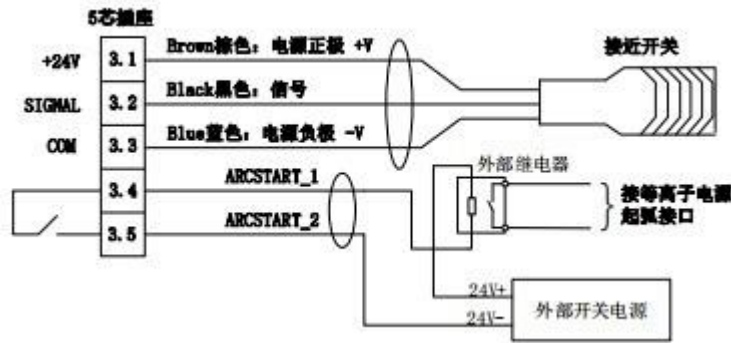 5芯插座
+24V 3.1 Brown棕色：电源正极 +V
接近开关
SIGMAL 3.2 Black黑色：信号
COM 3.3 Blue蓝色：电源负极 -V
3.4 ARCSTART_1
外部继电器
接等离子电源
起弧接口
3.5 ARCSTART_2
24V+
24V-
外部开关电源